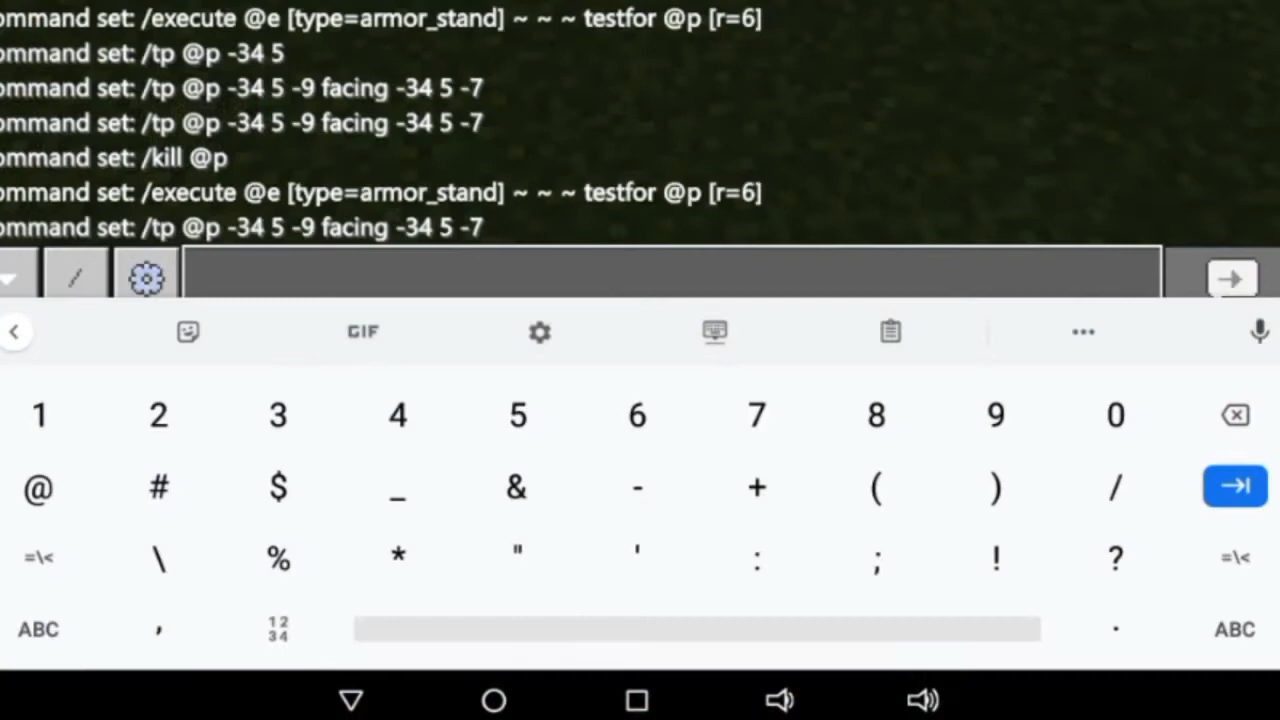 ommand set: /execute @e [type=armor_stand] ~ ~ ~ testfor @p [r=6]
ommand set: /tp @p -34 5
ommand set: /tp @p -34 5 -9 facing -34 5 -7
ommand set: /tp @p -34 5 -9 facing -34 5 -7
ommand set: /kill @p
ommand set: /execute @e [type=armor_stand] ~ ~ ~ testfor @p [r=6]
ommand set: /tp @p -34 5 -9 facing -34 5 -7
/
GIF
1 2 3 4 5 6 7 8 9 0
@ # $ _ & - + ( ) /
=\< \ % * " ' : ; ! ? =\<
ABC , 12 34 . ABC